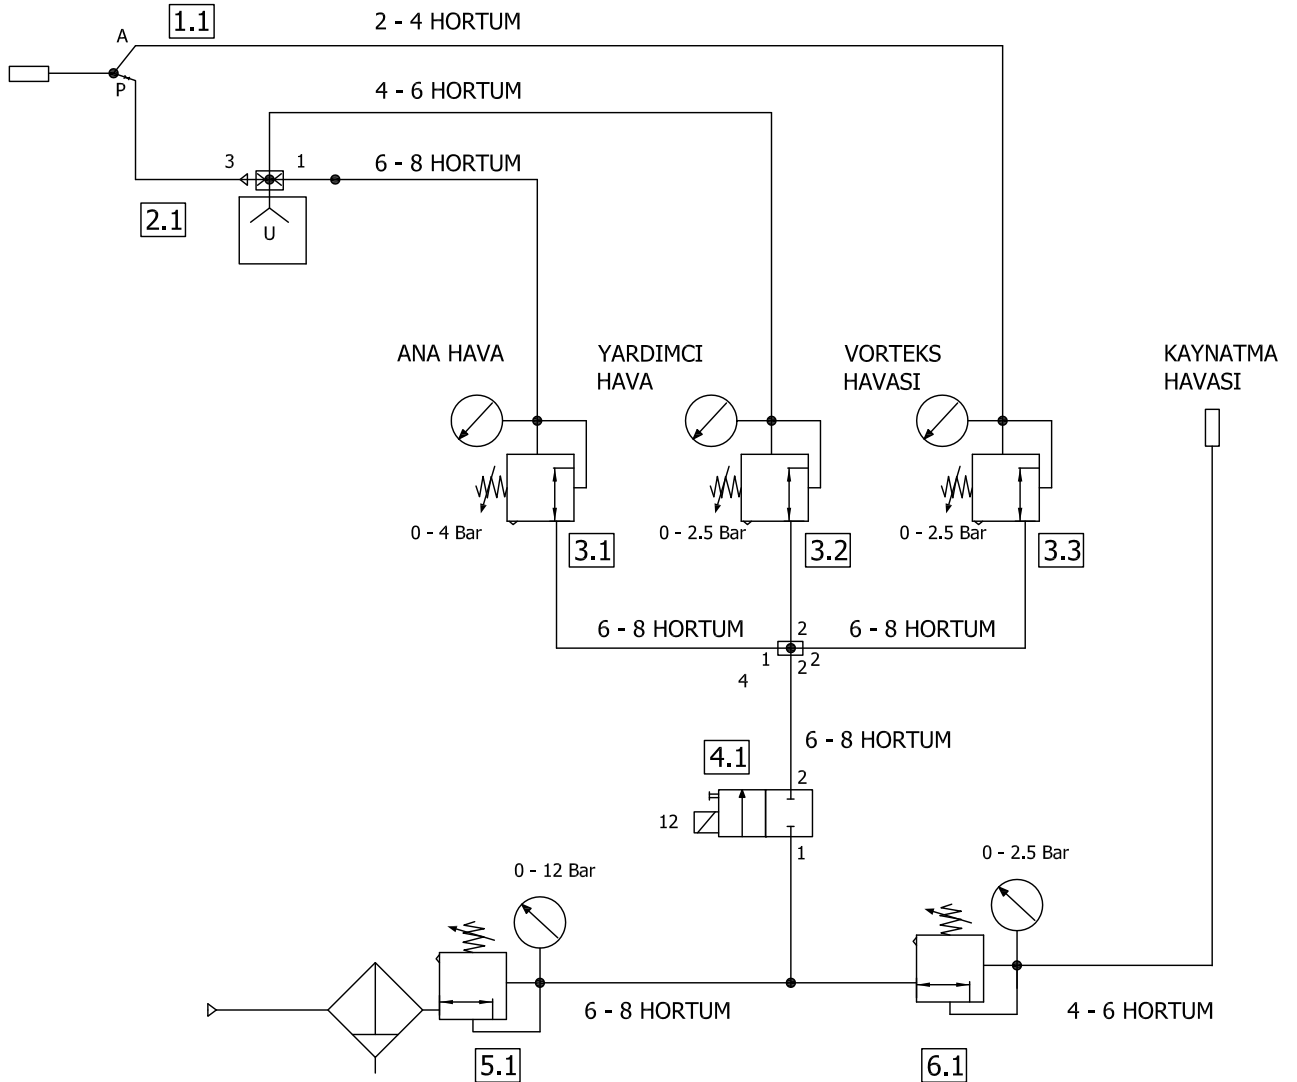 1.1
2 - 4 HORTUM
A
P
4 - 6 HORTUM
3
1
6 - 8 HORTUM
2.1
U
ANA HAVA
YARDIMCI
HAVA
VORTEKS
HAVASI
KAYNATMA
HAVASI
0 - 4 Bar
0 - 2.5 Bar
0 - 2.5 Bar
3.1
3.2
3.3
6 - 8 HORTUM
2
6 - 8 HORTUM
1
2
2
4
6 - 8 HORTUM
4.1
2
12
1
0 - 12 Bar
0 - 2.5 Bar
6 - 8 HORTUM
4 - 6 HORTUM
5.1
6.1